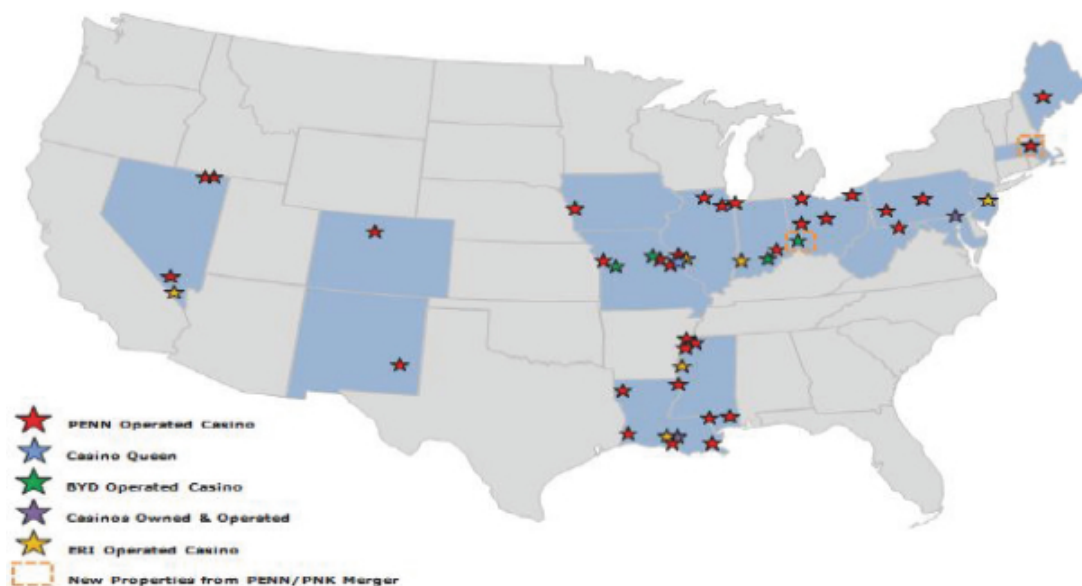 PENN Operated Casino
Casino Queen
BYD Operated Casino
Casinos Owned & Operated
ERI Operated Casino
New Properties from PENN/PNK Merger